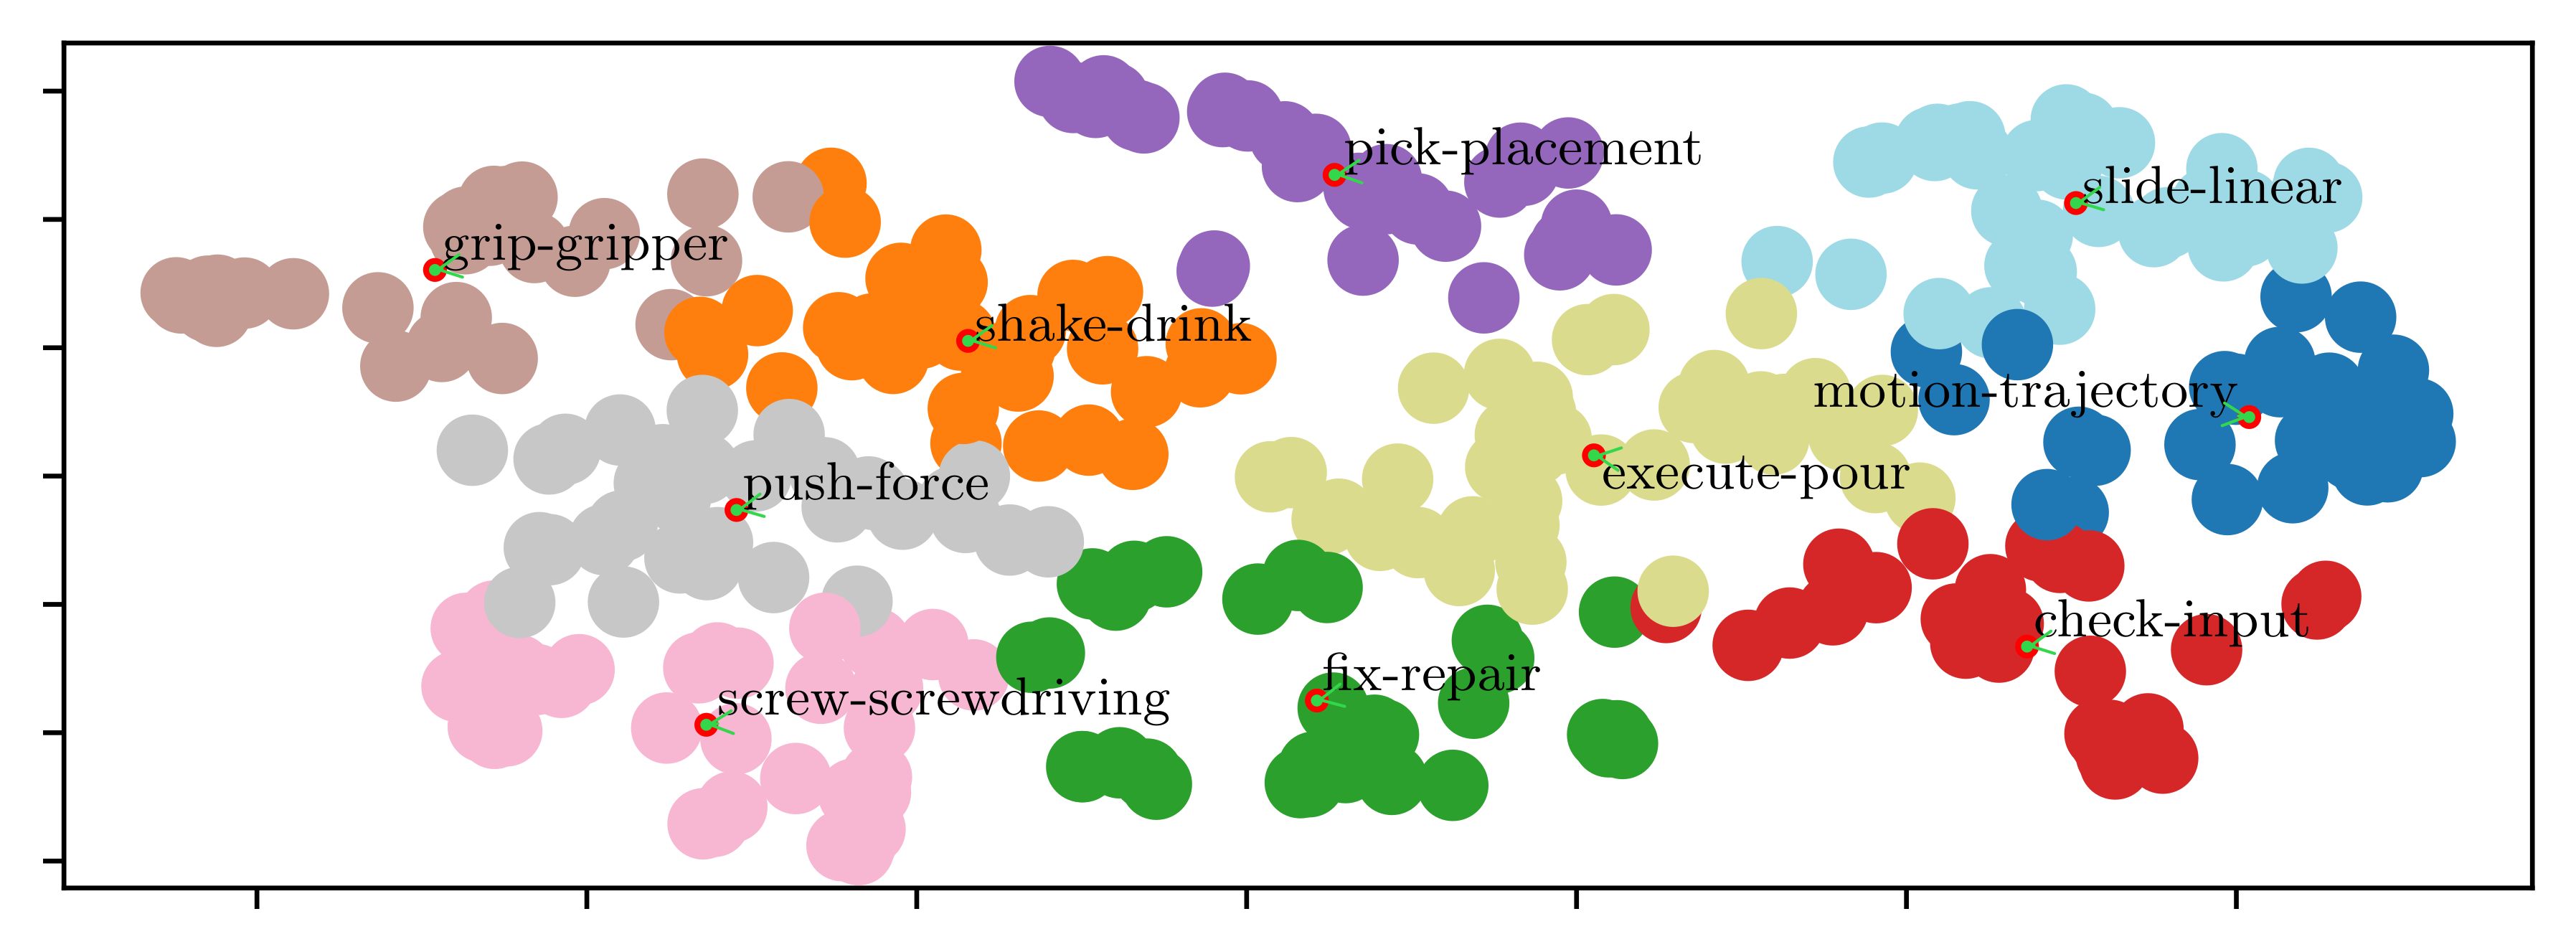 pick-placement
slide-linear
grip-gripper
shake-drink
motion-trajectory
push-force
execute-pour
check-input
fix-repair
screw-screwdriving